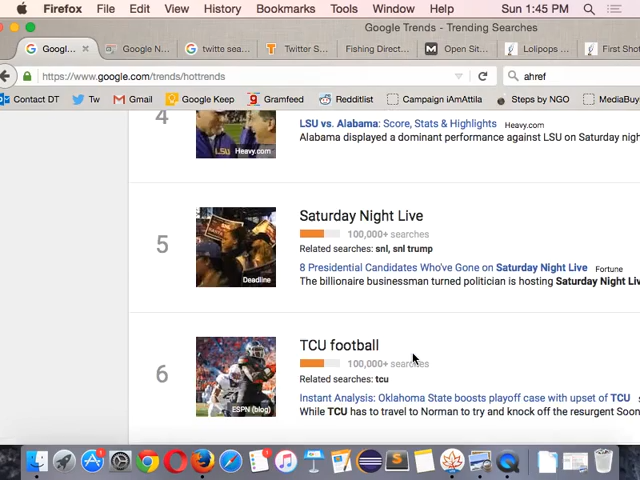 Firefox File Edit View History Bookmarks Tools Window Help Sun 1:45 PM
Google Trends - Trending Searches
Googl... Google N... twitte sea... Twitter S... Fishing Direct... Open Sit... Lolipops ... First Shot
https://www.google.com/trends/hottrends ahref
Contact DT Tw Gmail Google Keep Gramfeed Redditlist Campaign iAmAttila Steps by NGO MediaBuy
4
LSU vs. Alabama: Score, Stats & Highlights Heavy.com
Alabama displayed a dominant performance against LSU on Saturday nigh
Heavy.com
Saturday Night Live
5
100,000+ searches
Related searches: snl, snl trump
8 Presidential Candidates Who've Gone on Saturday Night Live Fortune
Deadline
The billionaire businessman turned politician is hosting Saturday Night Liv
TCU football
6
100,000+ searches
Related searches: tcu
Instant Analysis: Oklahoma State boosts playoff case with upset of TCU
ESPN (blog)
While TCU has to travel to Norman to try and knock off the resurgent Soon